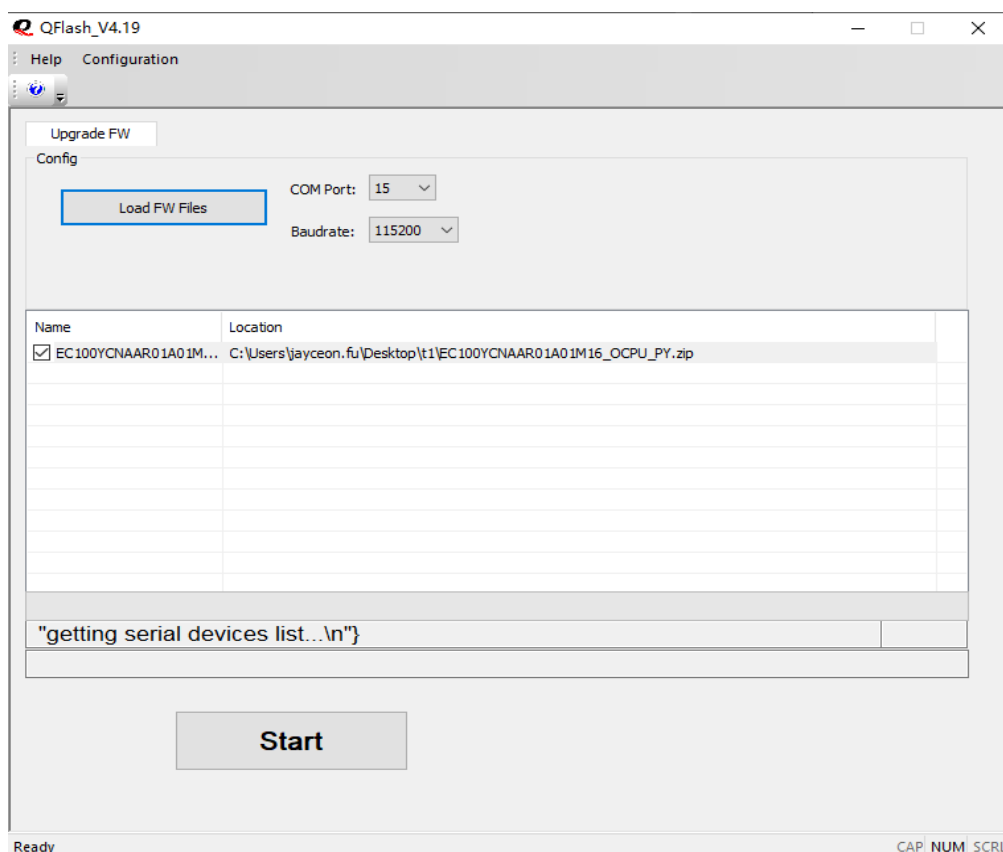 QFlash_V4.19
Help Configuration
Upgrade FW
Config
Load FW Files
COM Port: 15
Baudrate: 115200
Name Location
EC100YCNAAR01A01M... C:\Users\jayceon.fu\Desktop\t1\EC100YCNAAR01A01M16_OCPU_PY.zip
"getting serial devices list...\n"}
Start
Ready CAP NUM SCRL